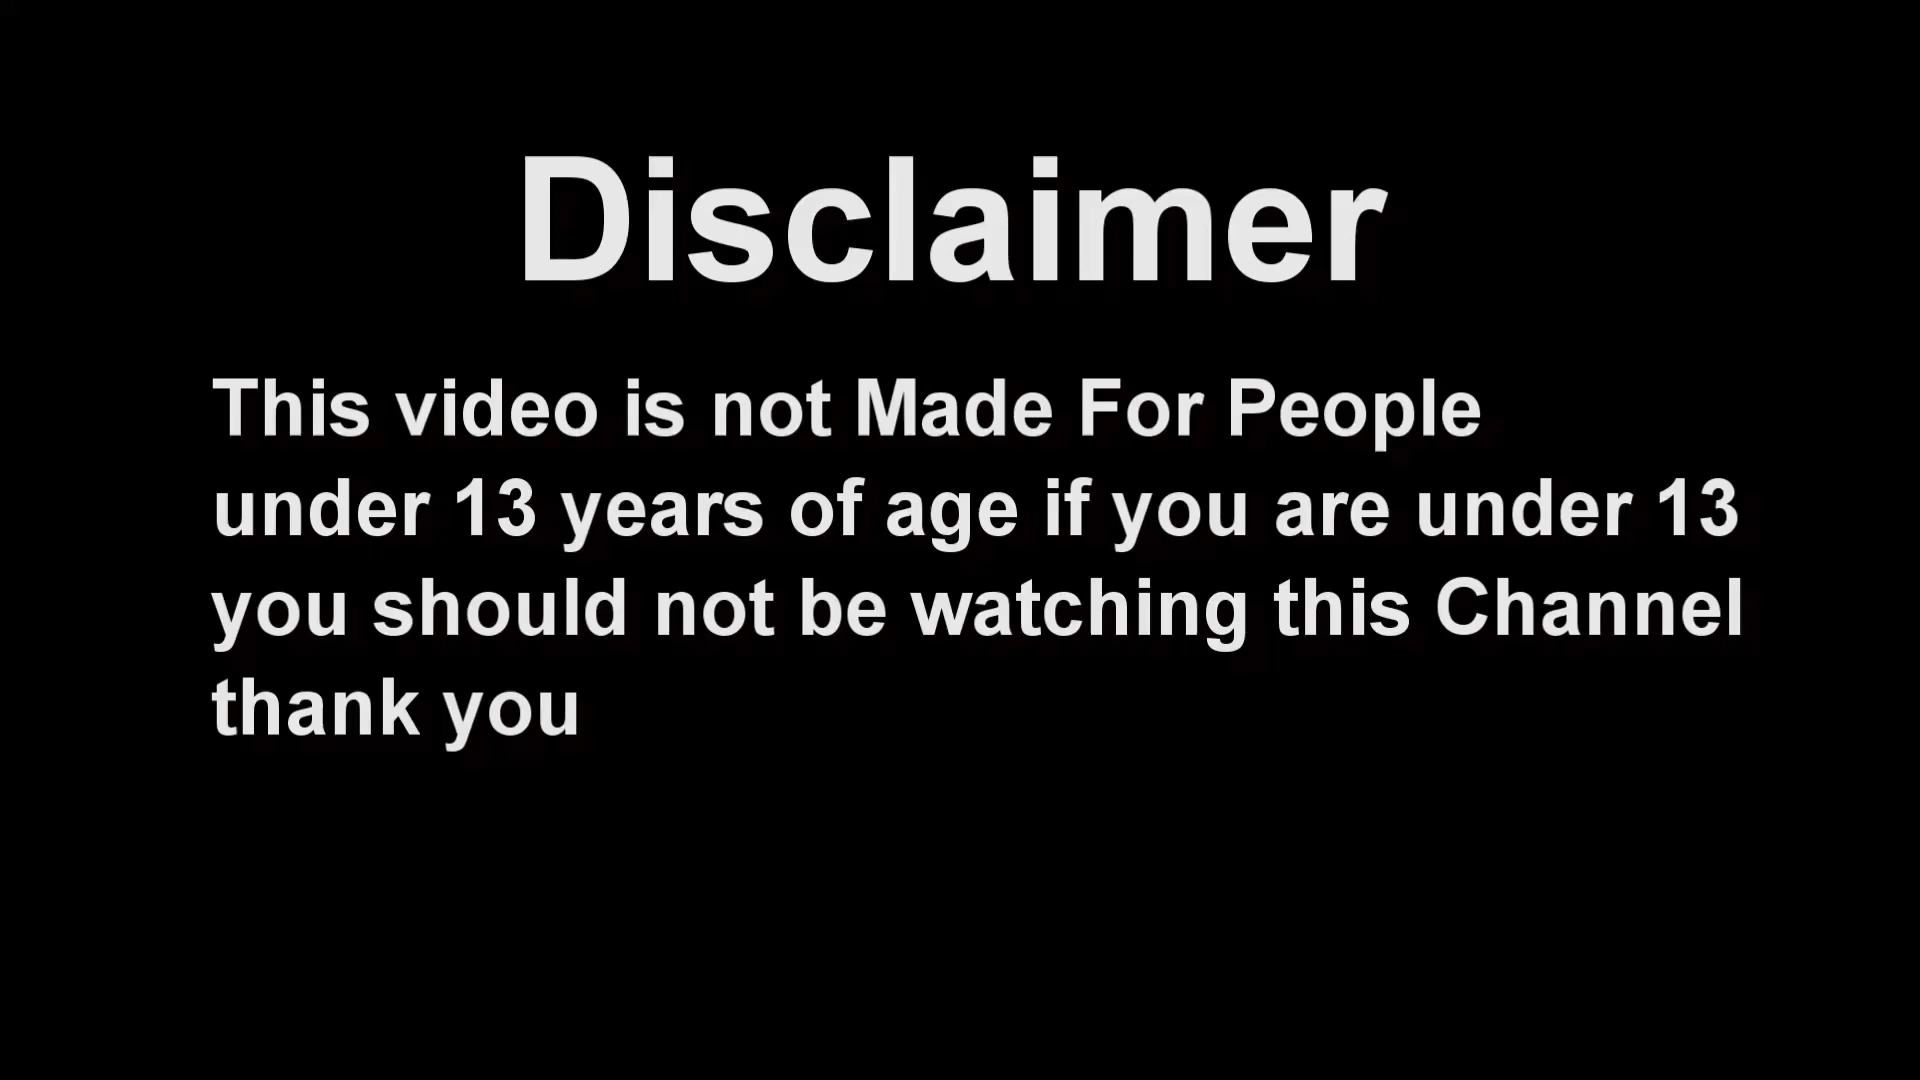 Disclaimer
This video is not Made For People
under 13 years of age if you are under 13
you should not be watching this Channel
thank you